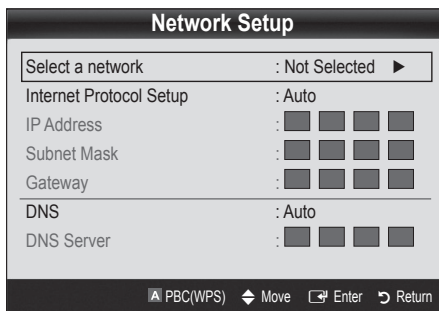 Network Setup
Select a network : Not Selected ►
Internet Protocol Setup : Auto
IP Address :
Subnet Mask :
Gateway :
DNS : Auto
DNS Server :
A PBC(WPS) Move Enter Return